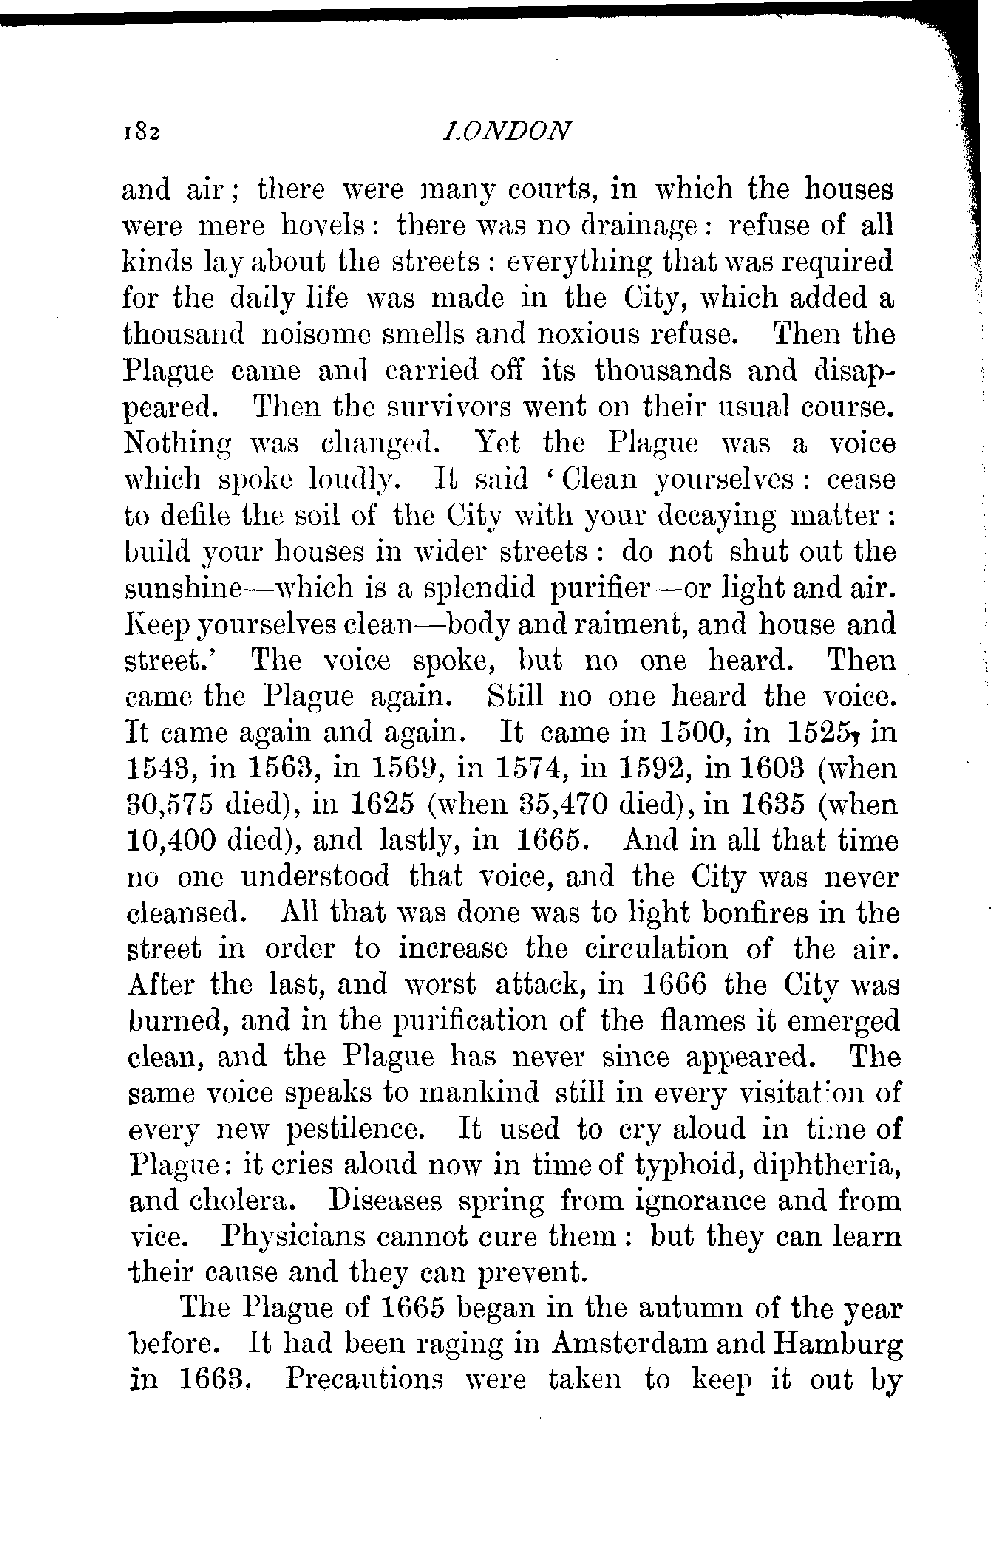 182 LONDON
and air; there were many courts, in which the houses
were mere hovels: there was no drainage: refuse of all
kinds lay about the streets: everything that was required
for the daily life was made in the City, which added a
thousand noisome smells and noxious refuse. Then the
Plague came and carried off its thousands and disap-
peared. Then the survivors went on their usual course.
Nothing was changed. Yet the Plague was a voice
which spoke loudly. It said ‘Clean yourselves: cease
to defile the soil of the City with your decaying matter:
build your houses in wider streets: do not shut out the
sunshine—which is a splendid purifier—or light and air.
Keep yourselves clean—body and raiment, and house and
street.’ The voice spoke, but no one heard. Then
came the Plague again. Still no one heard the voice.
It came again and again. It came in 1500, in 1525, in
1543, in 1563, in 1569, in 1574, in 1592, in 1603 (when
30,575 died), in 1625 (when 35,470 died), in 1635 (when
10,400 died), and lastly, in 1665. And in all that time
no one understood that voice, and the City was never
cleansed. All that was done was to light bonfires in the
street in order to increase the circulation of the air.
After the last, and worst attack, in 1666 the City was
burned, and in the purification of the flames it emerged
clean, and the Plague has never since appeared. The
same voice speaks to mankind still in every visitation of
every new pestilence. It used to cry aloud in time of
Plague: it cries aloud now in time of typhoid, diphtheria,
and cholera. Diseases spring from ignorance and from
vice. Physicians cannot cure them: but they can learn
their cause and they can prevent.
The Plague of 1665 began in the autumn of the year
before. It had been raging in Amsterdam and Hamburg
in 1663. Precautions were taken to keep it out by